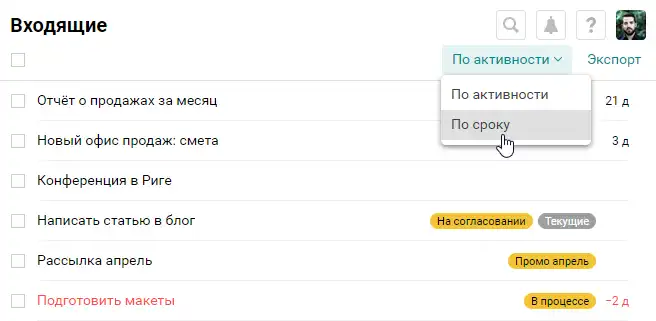 Входящие
?
По активности Экспорт
По активности
Отчёт о продажах за месяц 21 д
По сроку
Новый офис продаж: смета 3 д
Конференция в Риге
Написать статью в блог На согласовании Текущие
Рассылка апрель Промо апрель
Подготовить макеты В процессе −2 д